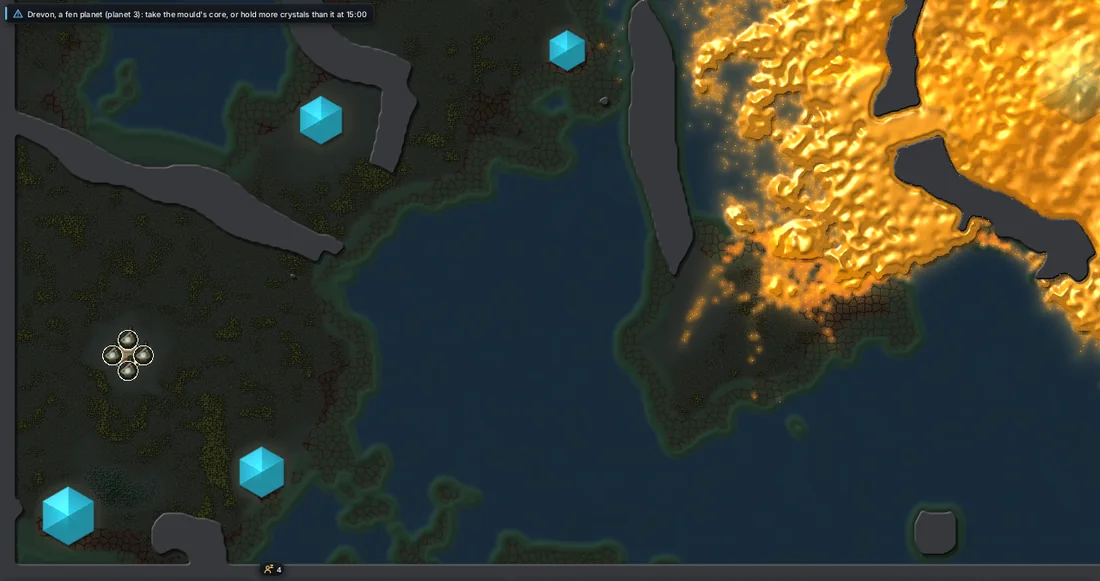 Drevon, a fen planet (planet 3): take the mould's core, or hold more crystals than it at 15:00
4